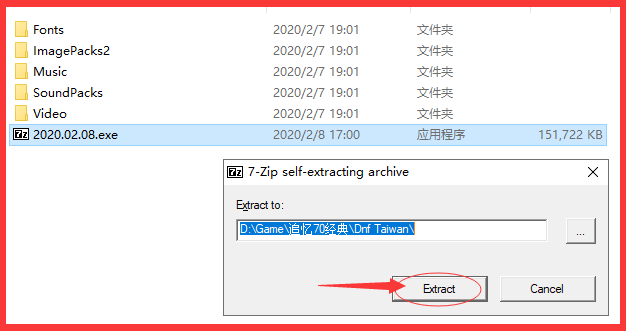 Fonts 2020/2/7 19:01 文件夹
ImagePacks2 2020/2/7 19:01 文件夹
Music 2020/2/7 19:01 文件夹
SoundPacks 2020/2/7 19:01 文件夹
Video 2020/2/7 19:01 文件夹
7z 2020.02.08.exe 2020/2/8 17:00 应用程序 151,722 KB
7z 7-Zip self-extracting archive
Extract to:
D:\Game\追忆70经典\Dnf Taiwan\
...
Extract Cancel